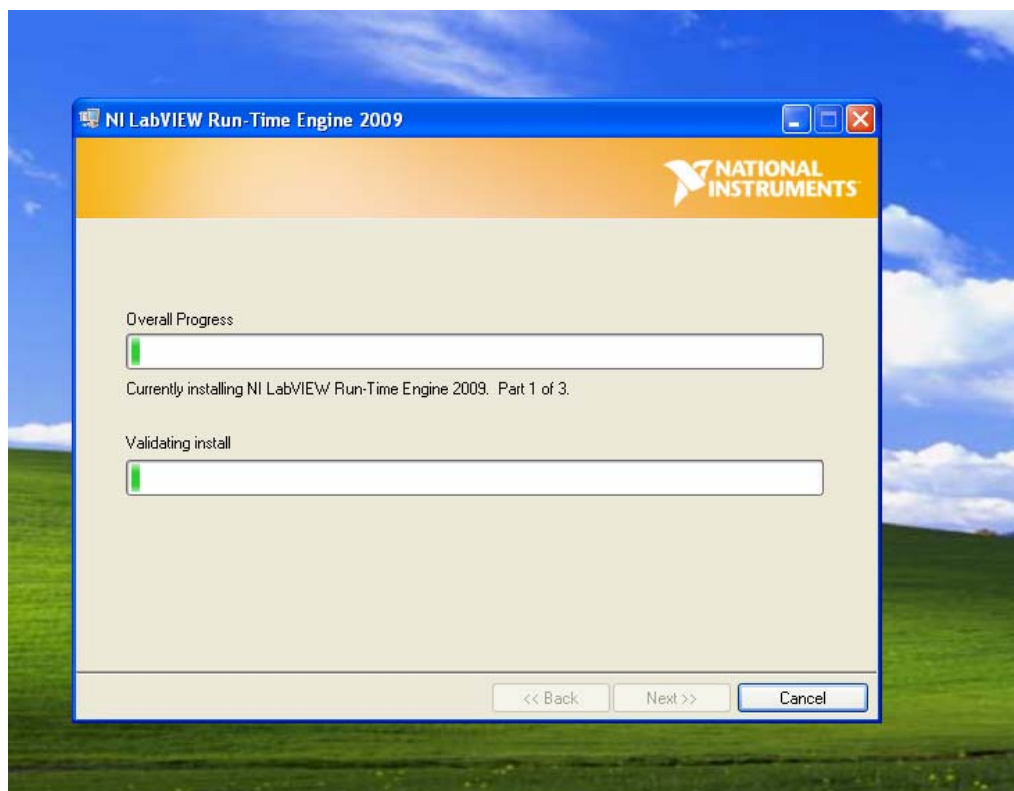 NI LabVIEW Run-Time Engine 2009
NATIONAL
INSTRUMENTS
Overall Progress
Currently installing NI LabVIEW Run-Time Engine 2009.  Part 1 of 3.
Validating install
<< Back
Next >>
Cancel